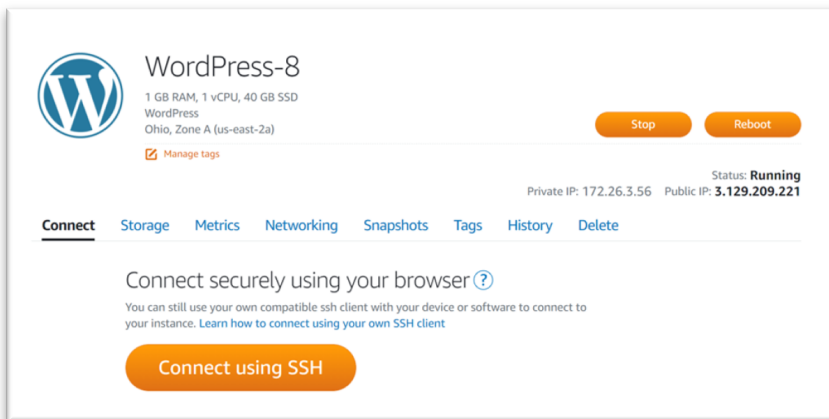 WordPress-8
1 GB RAM, 1 vCPU, 40 GB SSD
WordPress
Ohio, Zone A (us-east-2a)
Manage tags
Stop
Reboot
Status: Running
Private IP: 172.26.3.56 Public IP: 3.129.209.221
Connect Storage Metrics Networking Snapshots Tags History Delete
Connect securely using your browser ?
You can still use your own compatible ssh client with your device or software to connect to
your instance. Learn how to connect using your own SSH client
Connect using SSH